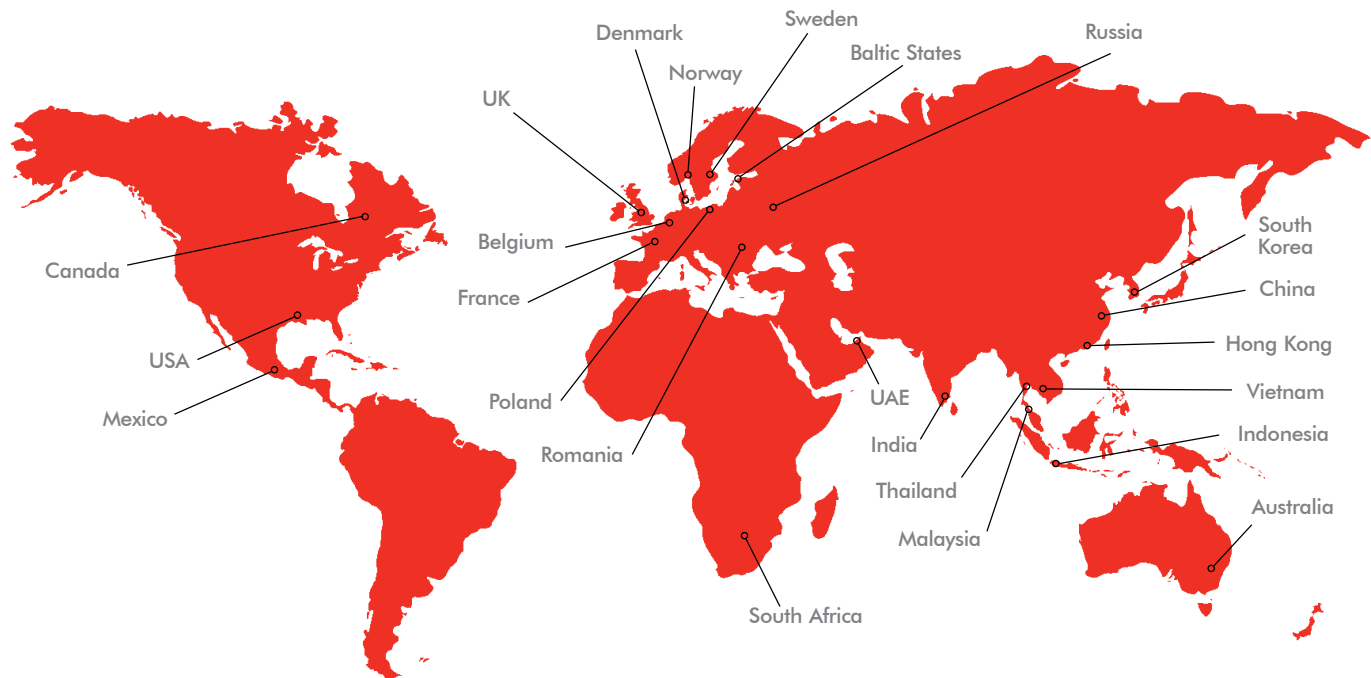 Sweden
Denmark
Russia
Baltic States
Norway
UK
South
Korea
Belgium
Canada
China
France
Hong Kong
USA
Vietnam
UAE
Poland
Mexico
Indonesia
India
Romania
Thailand
Australia
Malaysia
South Africa